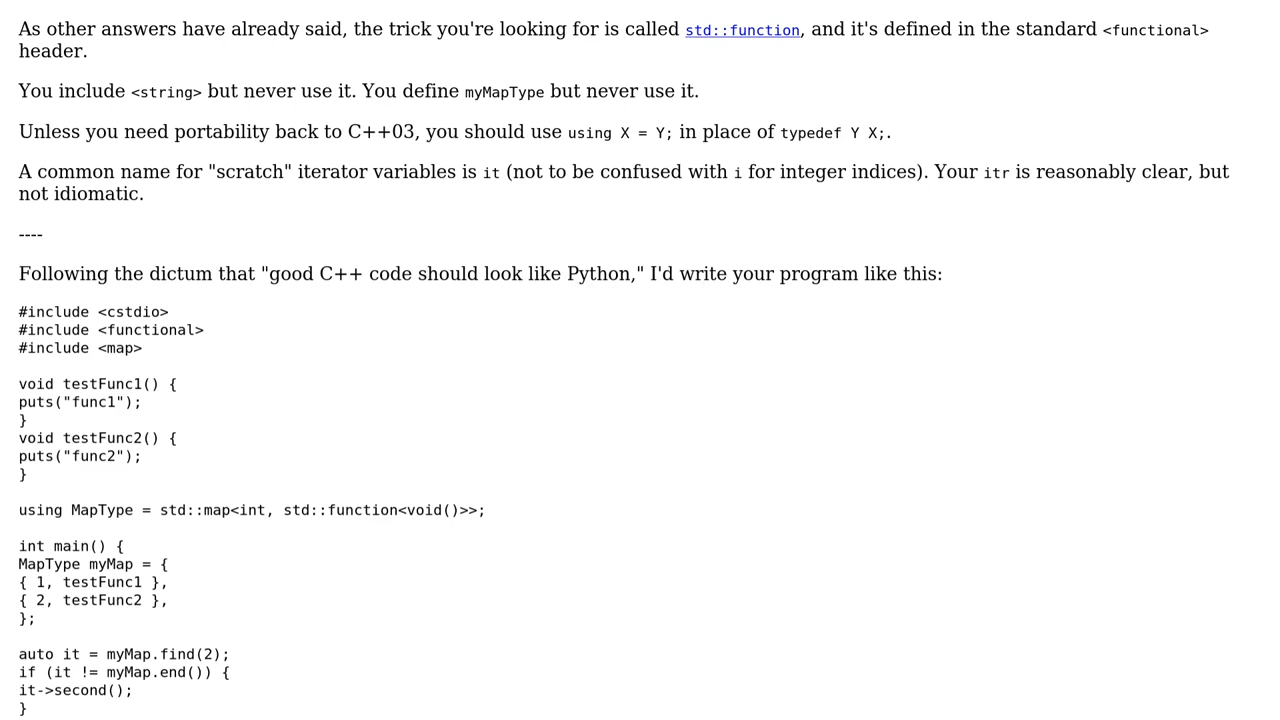 As other answers have already said, the trick you're looking for is called std::function, and it's defined in the standard <functional>
header.
You include <string> but never use it. You define myMapType but never use it.
Unless you need portability back to C++03, you should use using X = Y; in place of typedef Y X;.
A common name for "scratch" iterator variables is it (not to be confused with i for integer indices). Your itr is reasonably clear, but
not idiomatic.
----
Following the dictum that "good C++ code should look like Python," I'd write your program like this:
#include <cstdio>
#include <functional>
#include <map>
void testFunc1() {
puts("func1");
}
void testFunc2() {
puts("func2");
}
using MapType = std::map<int, std::function<void()>>;
int main() {
MapType myMap = {
{ 1, testFunc1 },
{ 2, testFunc2 },
};
auto it = myMap.find(2);
if (it != myMap.end()) {
it->second();
}